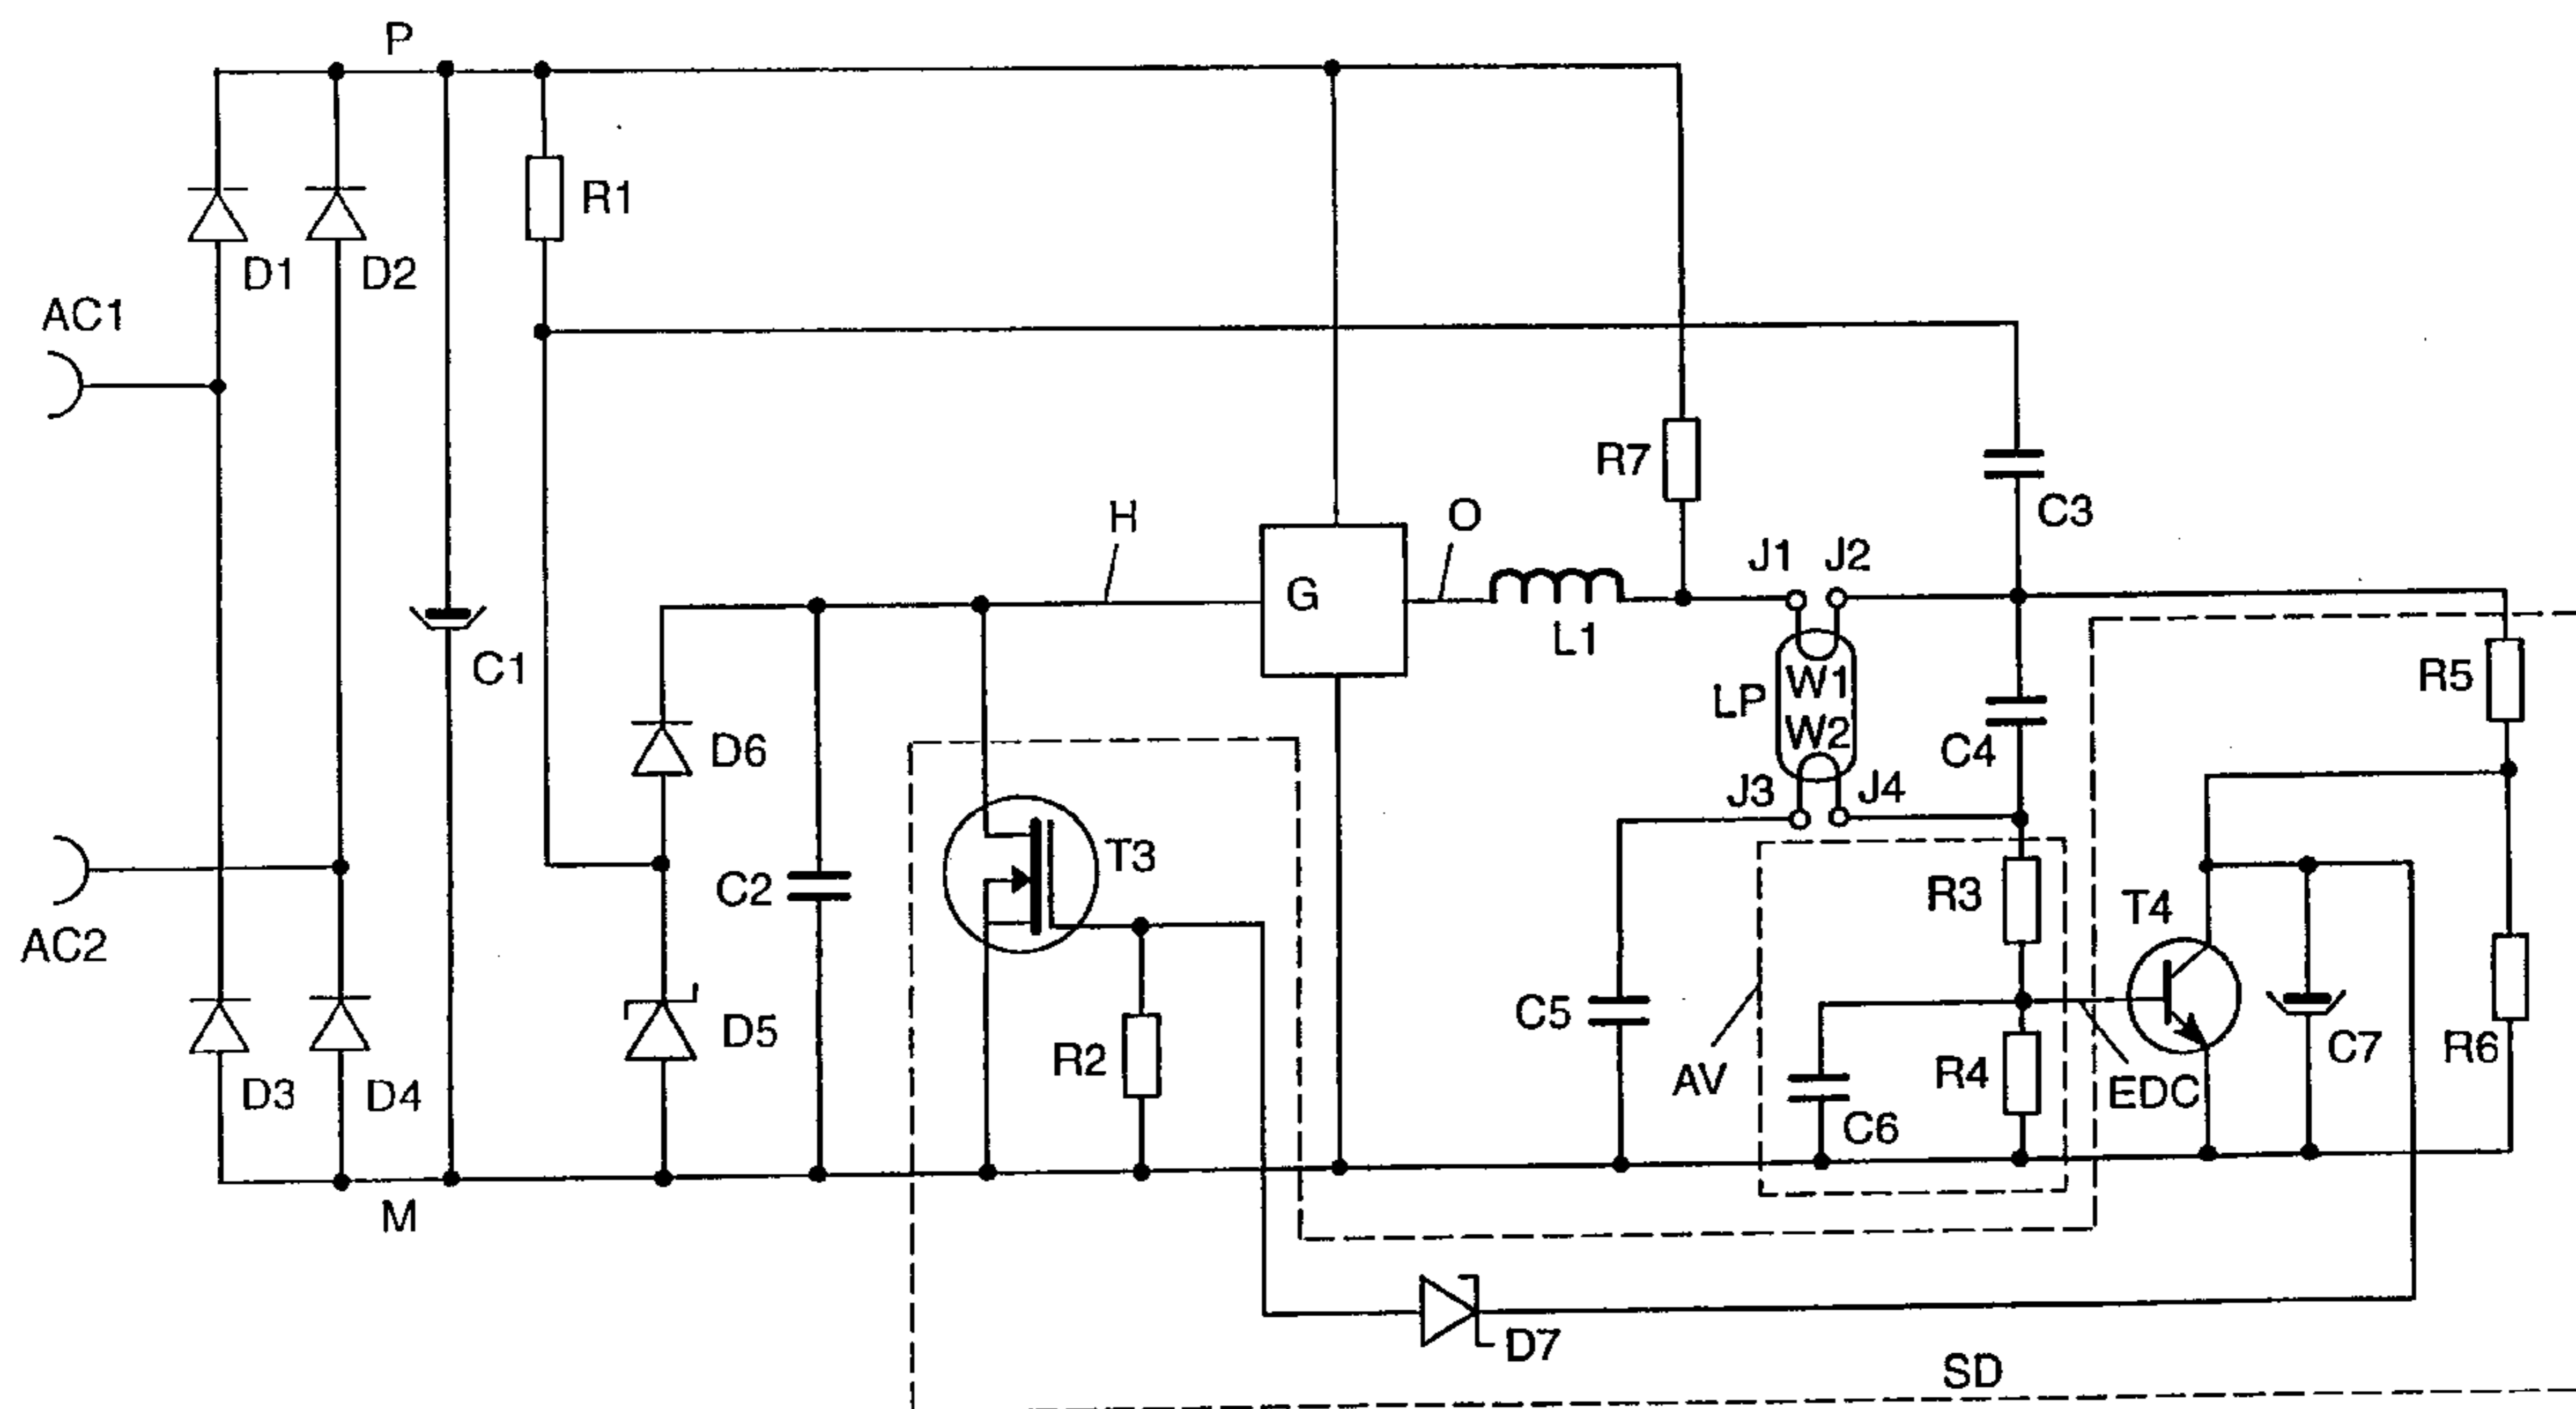 P
R1
D1
D2
AC1
C1
H
G
O
L1
R7
J1
J2
C3
LP
W1
W2
J3
J4
C4
R5
D6
T3
C2
D5
R2
AC2
D3
D4
M
R3
T4
C5
AV
R4
C6
EDC
C7
R6
D7
SD